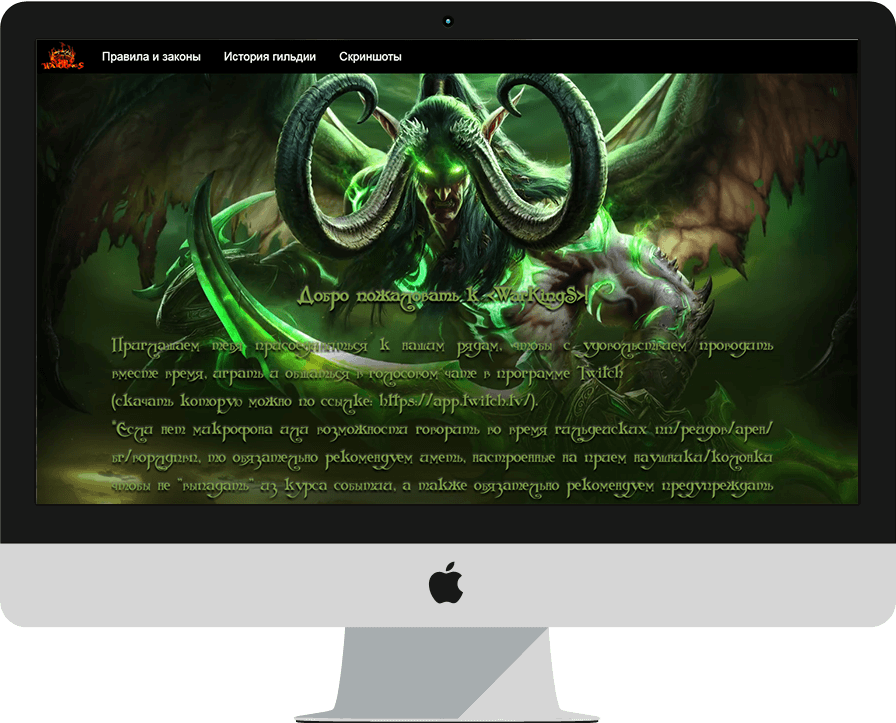 Правила и законы История гильдии Скриншоты
Добро пожаловать к <WarKingS>
Приглашаем тебя присоединиться к нашим рядам, чтобы с удовольствием проводить
вместе время, играть и общаться в голосовом чате в программе Twitch
(скачать которую можно по ссылке: https://app.twitch.tv/).
*Если нет микрофона или возможности говорить во время гильдейских пп/рейдов/арен/
бг/ворлдпвп, то обязательно рекомендуем иметь, настроенные на прием наушники/колонки
чтобы не "выпадать" из курса событий, а также обязательно рекомендуем предупреждать